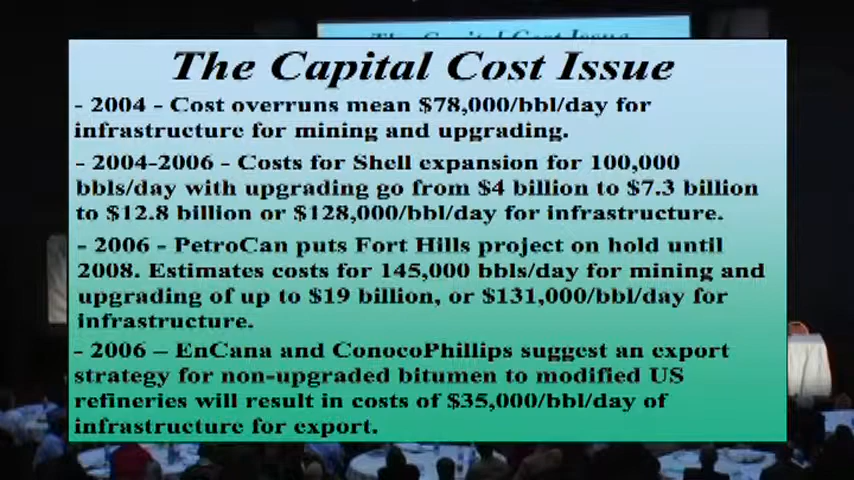 The Capital Cost Issue
- 2004 - Cost overruns mean $78,000/bbl/day for
infrastructure for mining and upgrading.
- 2004-2006 - Costs for Shell expansion for 100,000
bbls/day with upgrading go from $4 billion to $7.3 billion
to $12.8 billion or $128,000/bbl/day for infrastructure.
- 2006 - PetroCan puts Fort Hills project on hold until
2008. Estimates costs for 145,000 bbls/day for mining and
upgrading of up to $19 billion, or $131,000/bbl/day for
infrastructure.
- 2006 – EnCana and ConocoPhillips suggest an export
strategy for non-upgraded bitumen to modified US
refineries will result in costs of $35,000/bbl/day of
infrastructure for export.